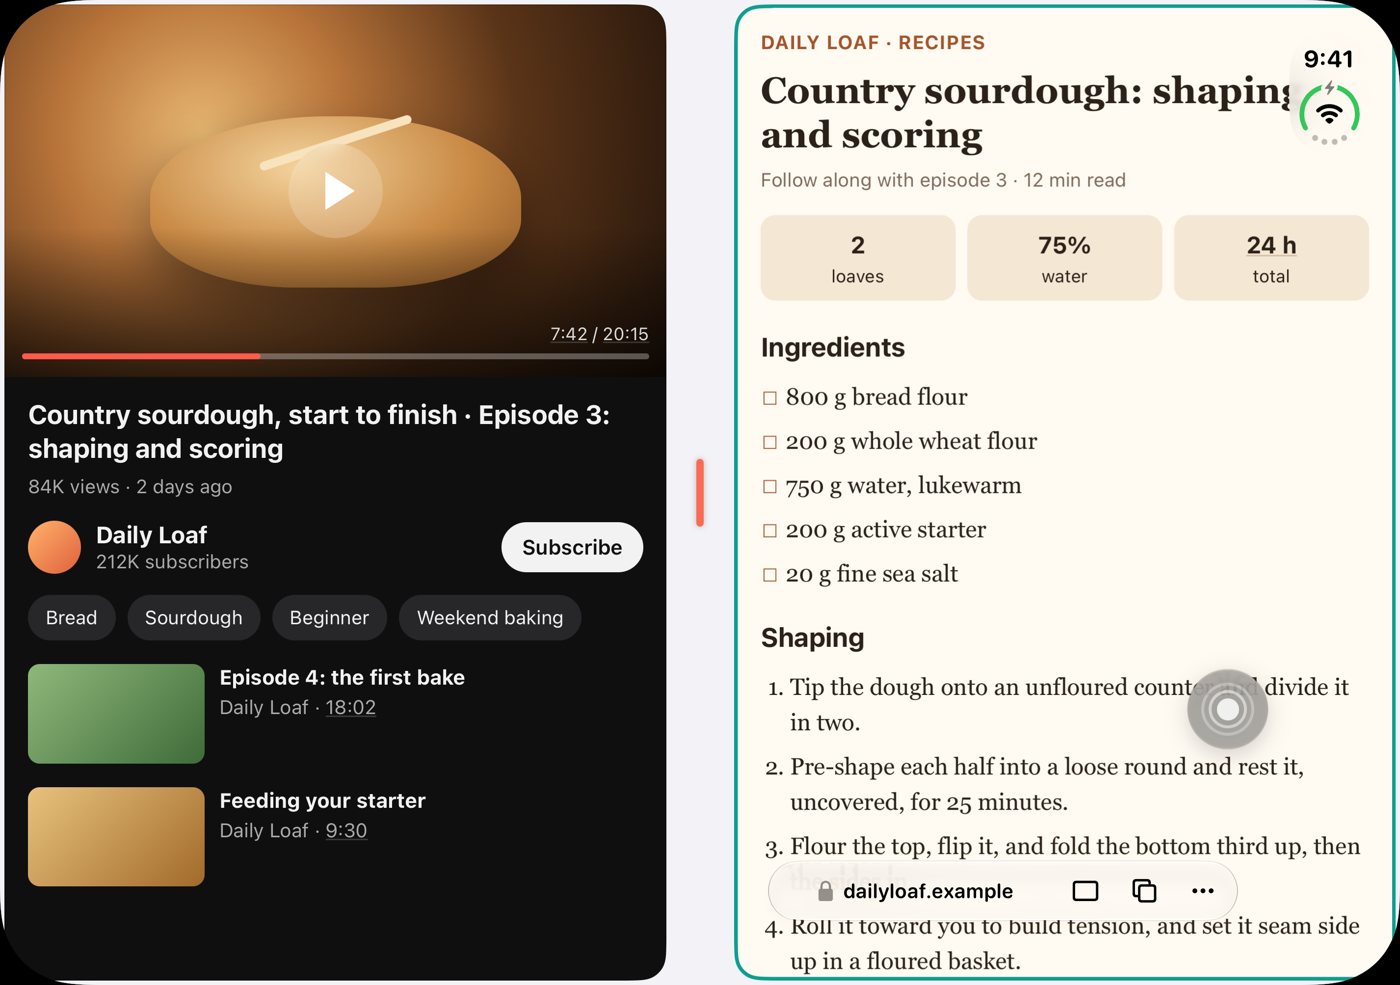 7:42 / 20:15
Country sourdough, start to finish · Episode 3:
shaping and scoring
84K views · 2 days ago
Daily Loaf
212K subscribers
Subscribe
Bread
Sourdough
Beginner
Weekend baking
Episode 4: the first bake
Daily Loaf · 18:02
Feeding your starter
Daily Loaf · 9:30
DAILY LOAF · RECIPES
9:41
Country sourdough: shaping
and scoring
Follow along with episode 3 · 12 min read
2
loaves
75%
water
24 h
total
Ingredients
800 g bread flour
200 g whole wheat flour
750 g water, lukewarm
200 g active starter
20 g fine sea salt
Shaping
1. Tip the dough onto an unfloured counter and divide it
in two.
2. Pre-shape each half into a loose round and rest it,
uncovered, for 25 minutes.
3. Flour the top, flip it, and fold the bottom third up, then
the sides in.
dailyloaf.example
4. Roll it toward you to build tension, and set it seam side
up in a floured basket.